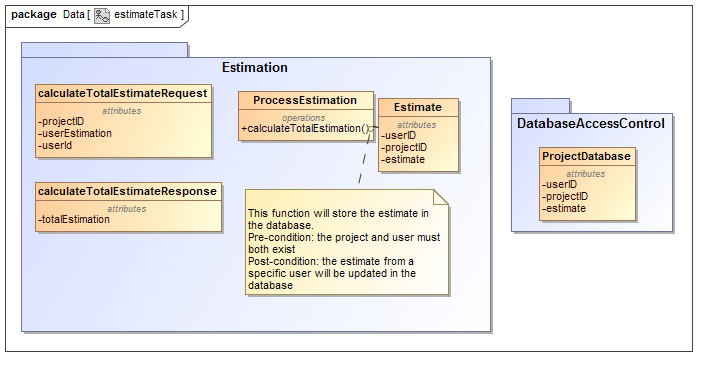 package Data [ estimateTask ]
Estimation
calculateTotalEstimateRequest
attributes
-projectID
-userEstimation
-userId
calculateTotalEstimateResponse
attributes
-totalEstimation
ProcessEstimation
operations
+calculateTotalEstimation()
Estimate
attributes
-userID
-projectID
-estimate
This function will store the estimate in
the database.
Pre-condition: the project and user must
both exist
Post-condition: the estimate from a
specific user will be updated in the
database
DatabaseAccessControl
ProjectDatabase
attributes
-userID
-projectID
-estimate